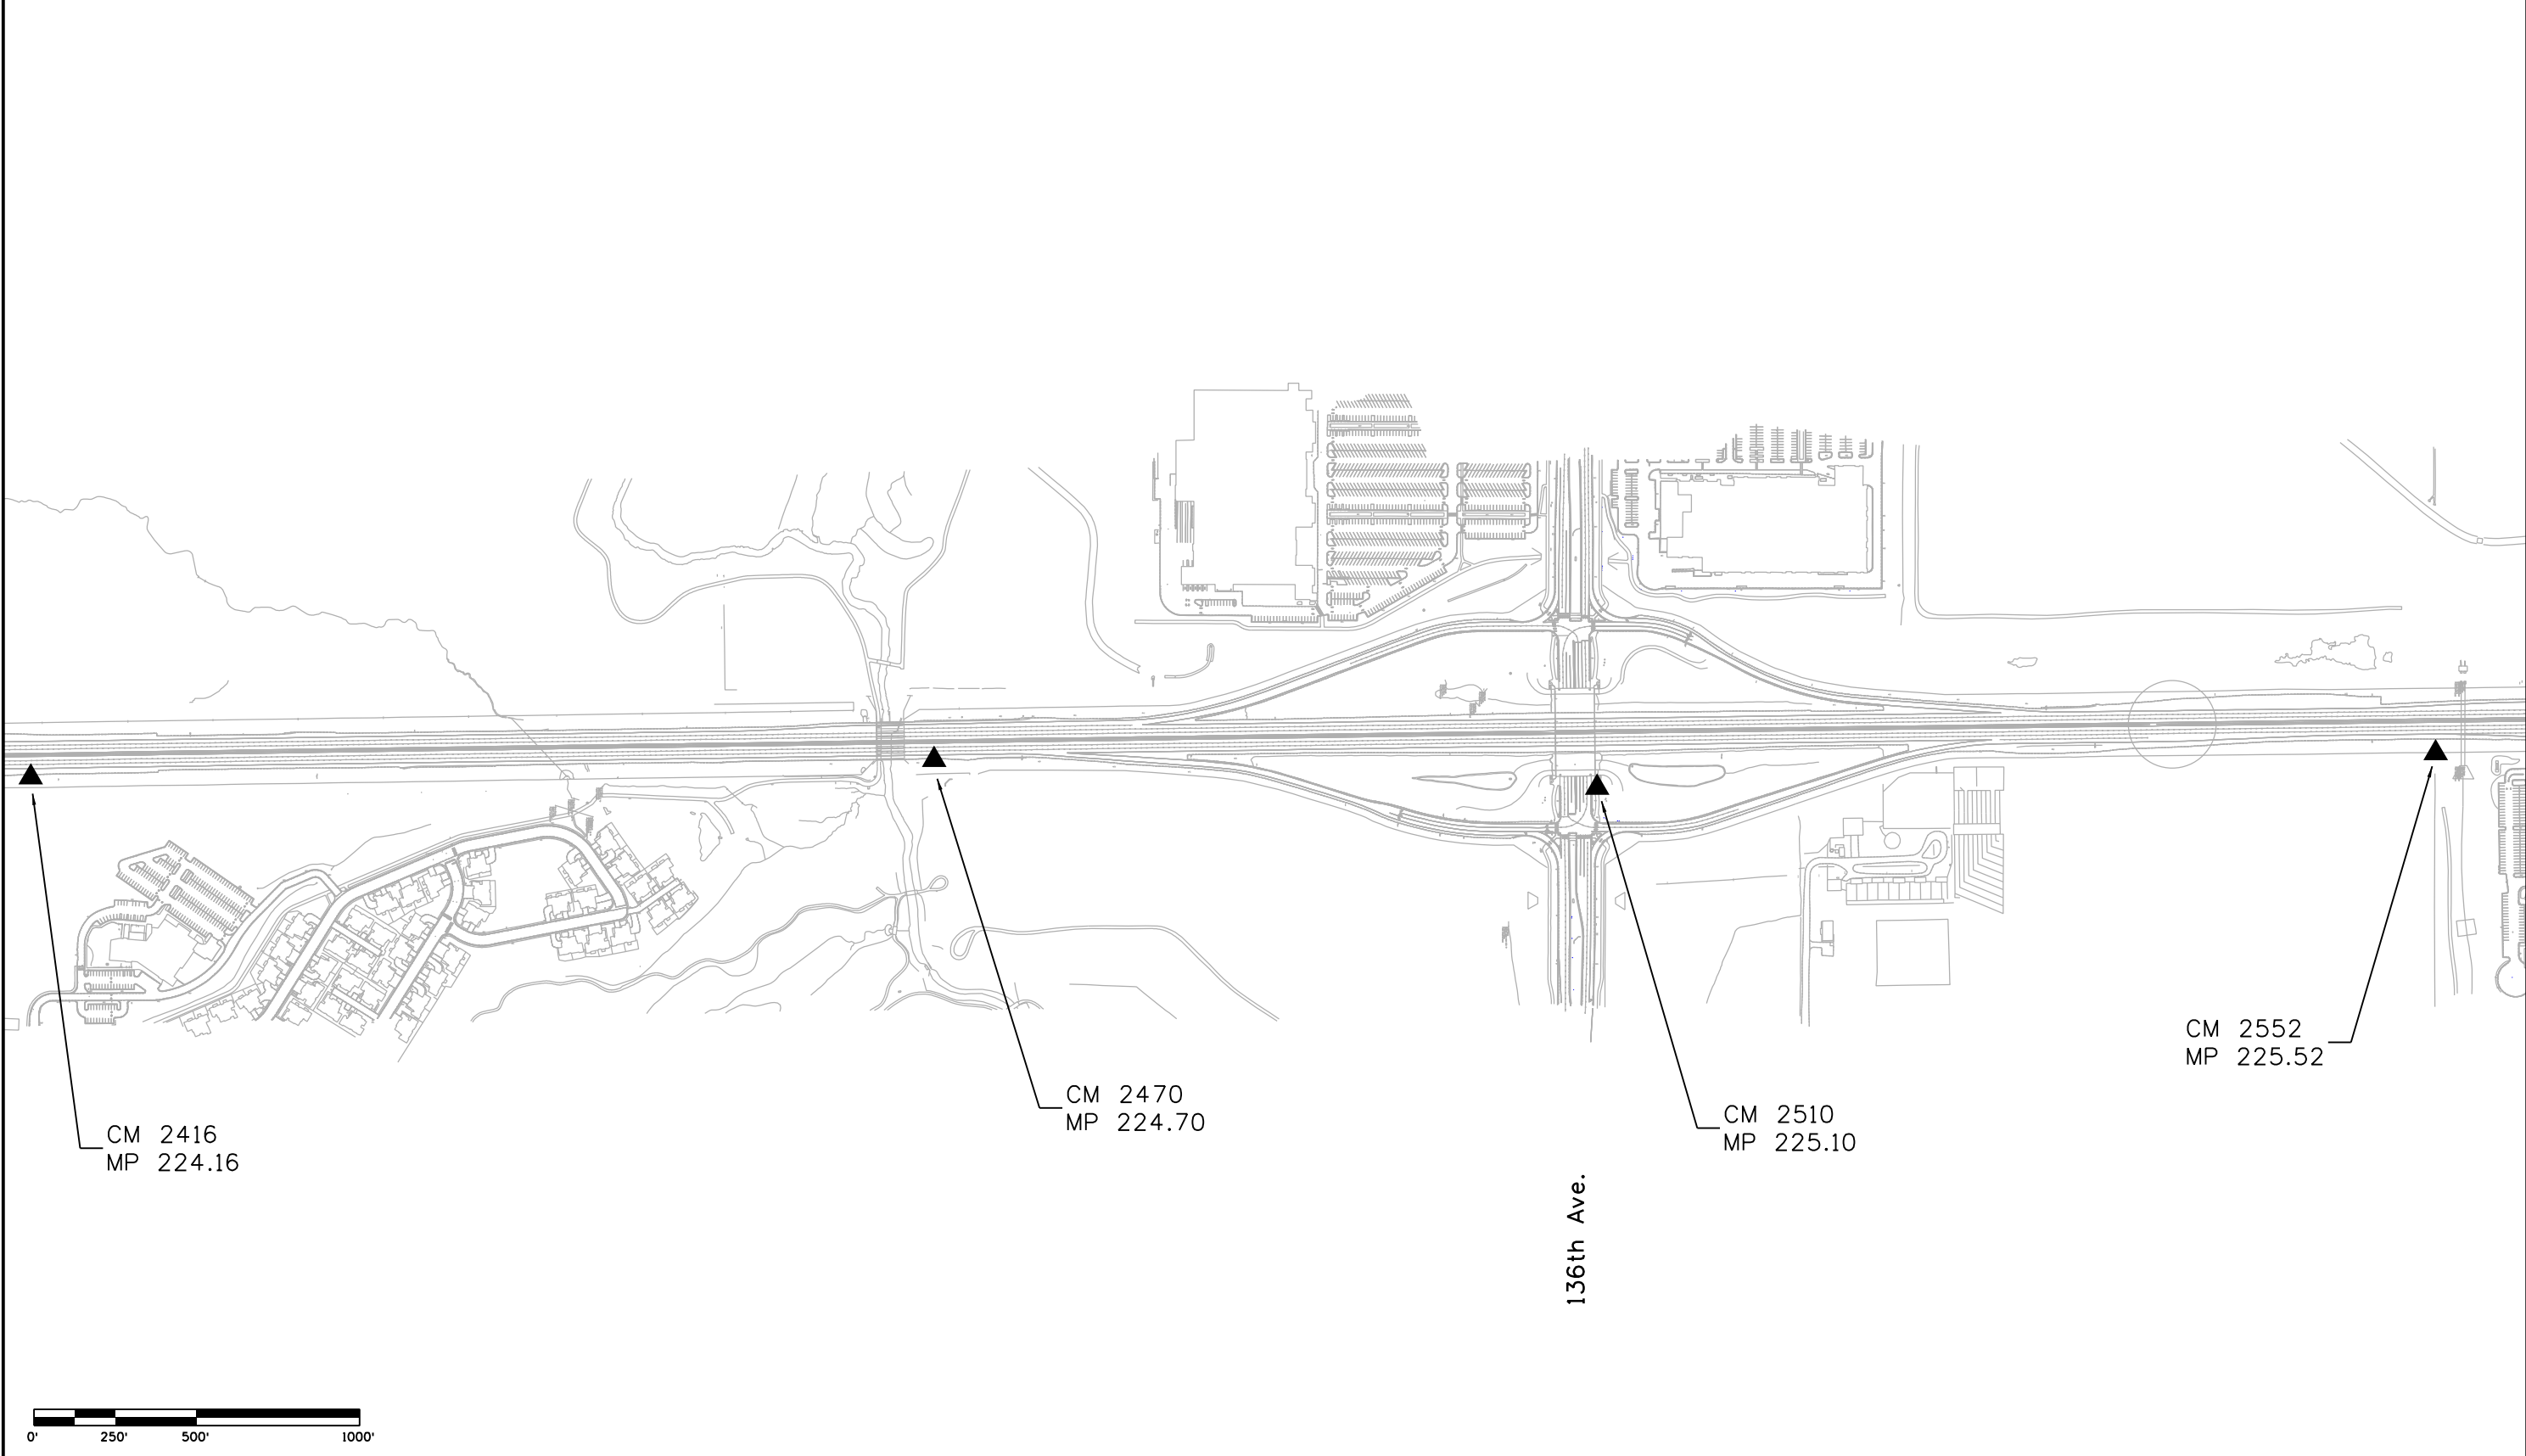 CM 2552
MP 225.52
CM 2470
MP 224.70
CM 2510
MP 225.10
CM 2416
MP 224.16
136th Ave.
0' 250' 500' 1000'